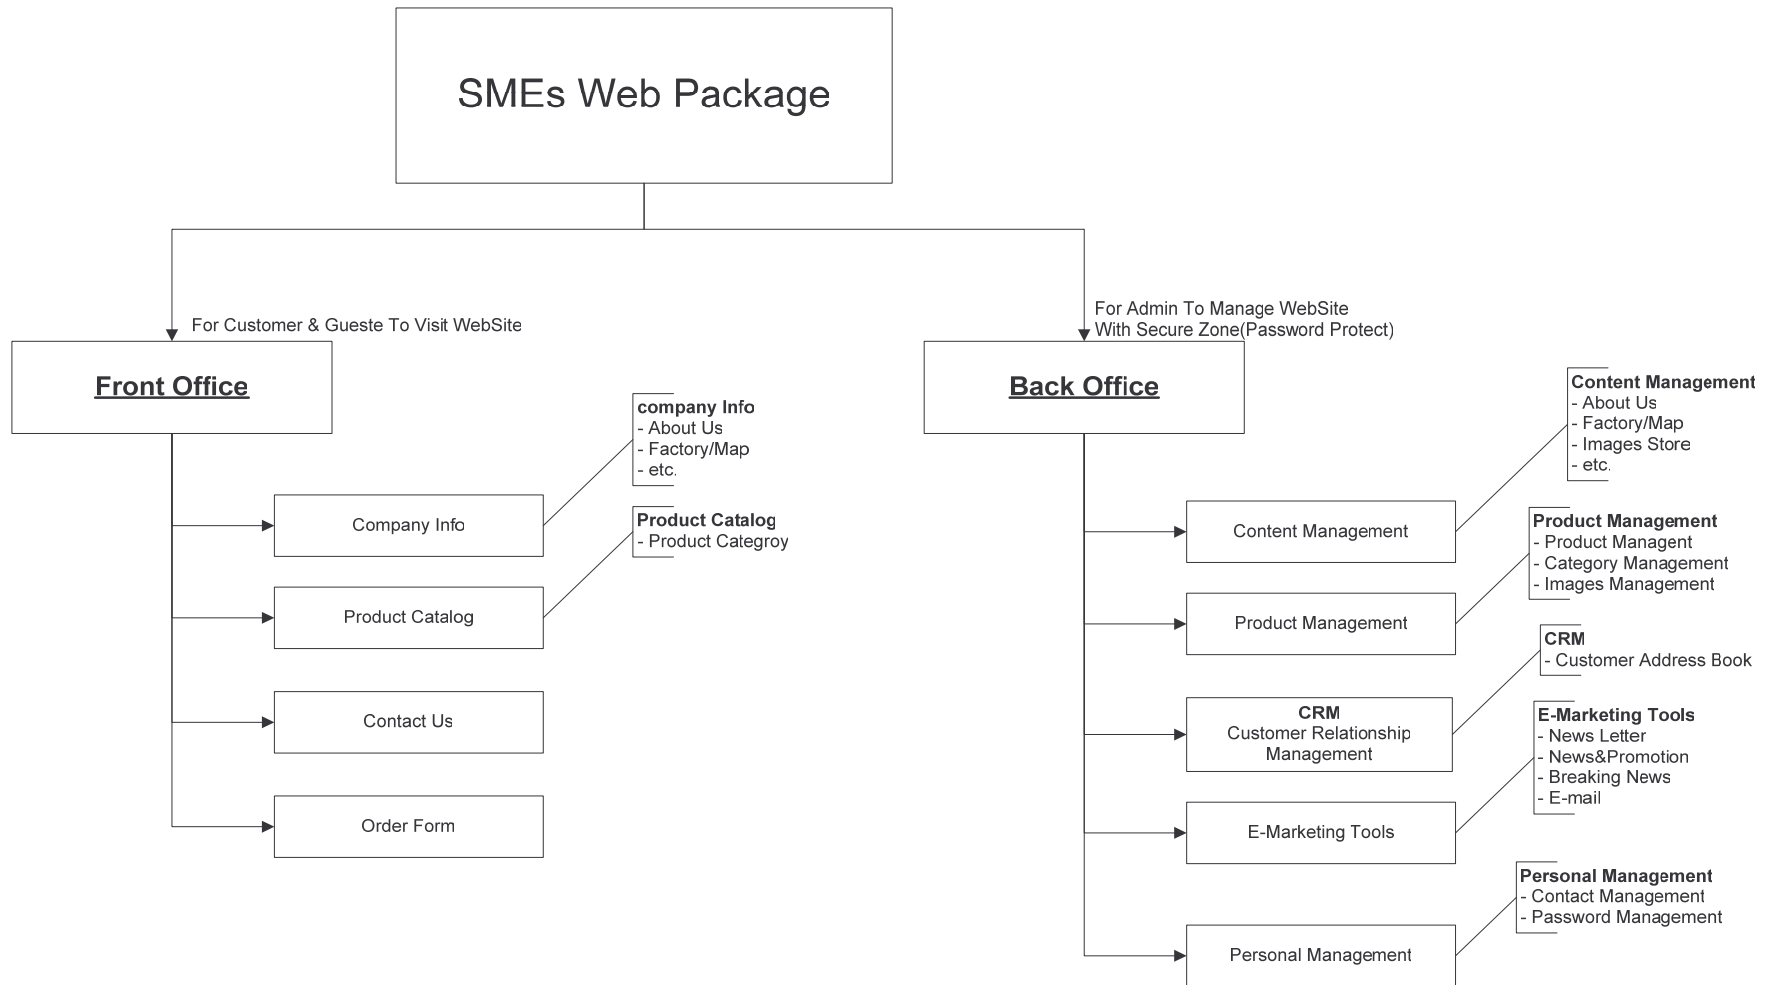 SMEs Web Package
For Customer & Gueste To Visit WebSite
Front Office
company Info
- About Us
- Factory/Map
- etc.
Company Info
Product Catalog
- Product Categroy
Product Catalog
Contact Us
Order Form
For Admin To Manage WebSite
With Secure Zone(Password Protect)
Back Office
Content Management
- About Us
- Factory/Map
- Images Store
- etc.
Content Management
Product Management
- Product Managent
- Category Management
- Images Management
Product Management
CRM
- Customer Address Book
CRM
Customer Relationship
Management
E-Marketing Tools
- News Letter
- News&Promotion
- Breaking News
- E-mail
E-Marketing Tools
Personal Management
- Contact Management
- Password Management
Personal Management